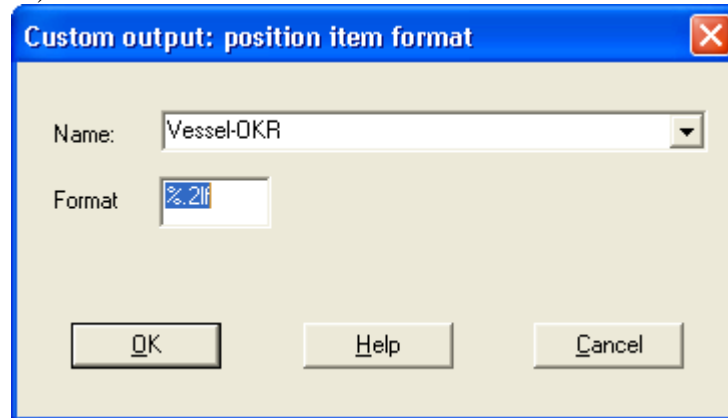 Custom output: position item format
Name:
Vessel-OKR
Format
%.2lf
OK
Help
Cancel